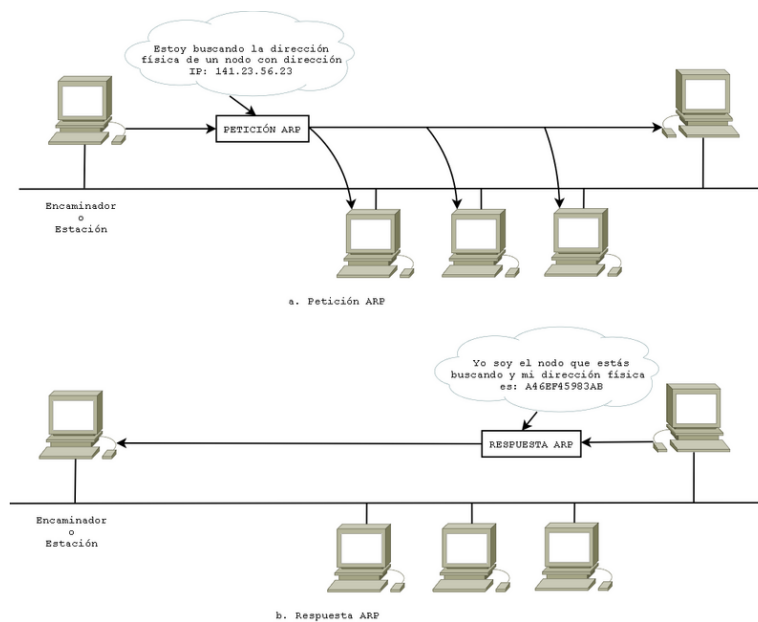 Estoy buscando la dirección
física de un nodo con dirección
IP: 141.23.56.23
PETICIÓN ARP
Encaminador
o
Estación
a. Petición ARP
Yo soy el nodo que estás
buscando y mi dirección física
es: A46EF45983AB
RESPUESTA ARP
Encaminador
o
Estación
b. Respuesta ARP